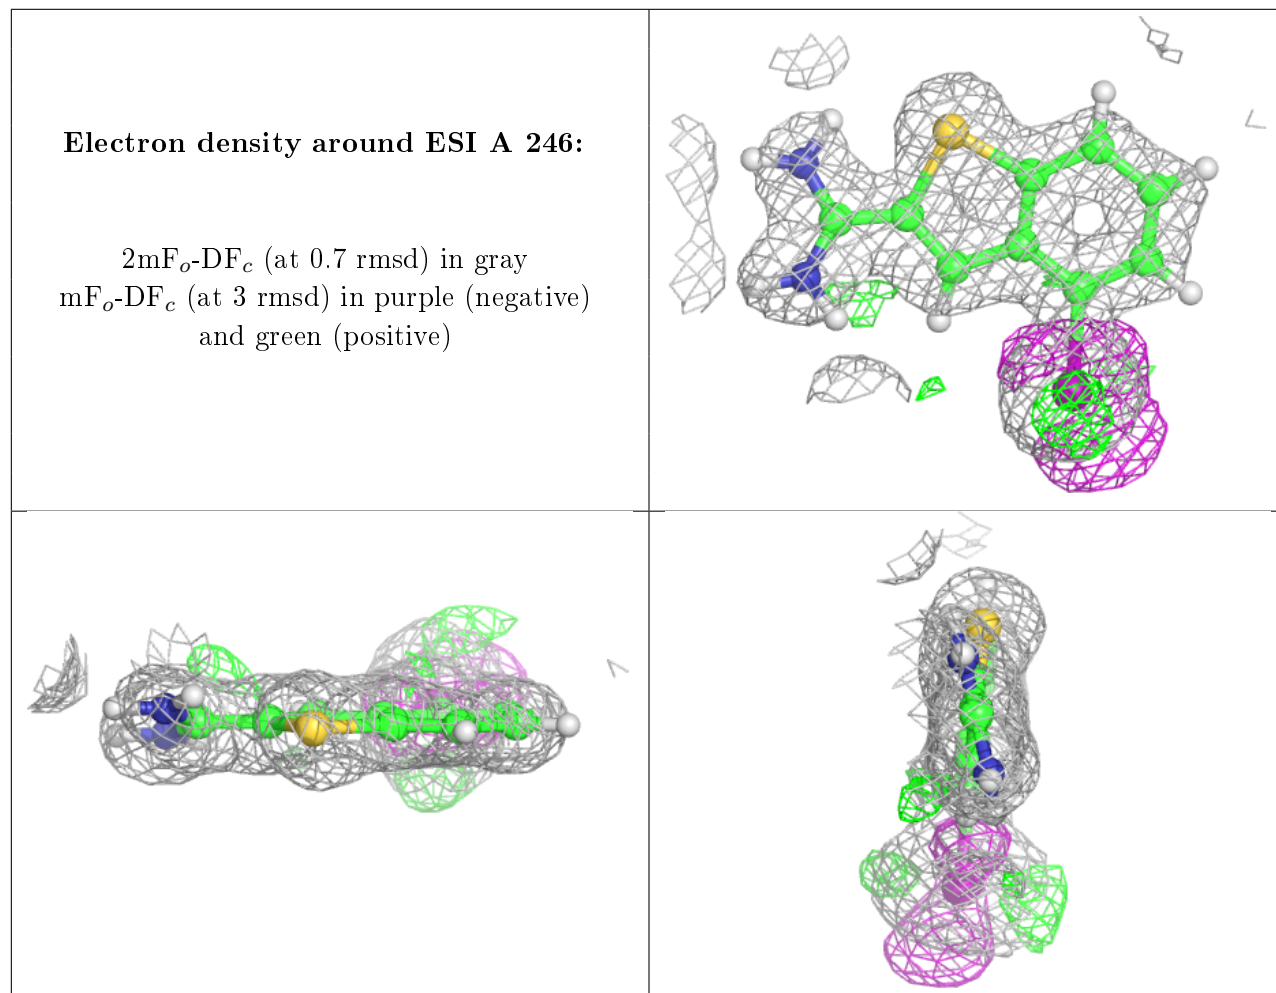 Electron density around ESI A 246:
2mFo-DFc (at 0.7 rmsd) in gray
mFo-DFc (at 3 rmsd) in purple (negative)
and green (positive)